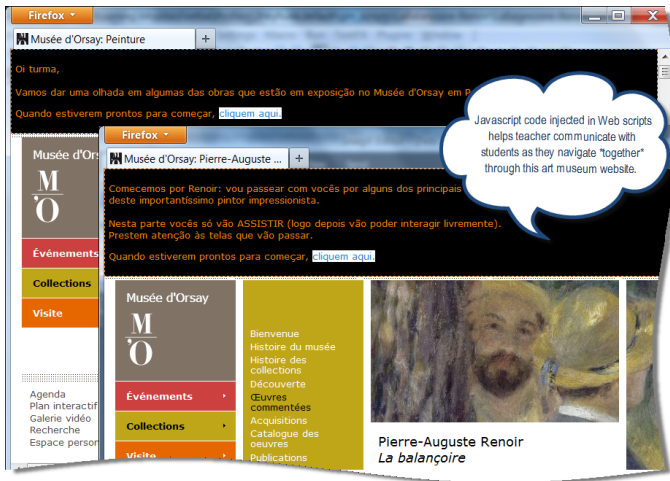 Firefox
Musée d'Orsay: Peinture
+
Oi turma,
Vamos dar uma olhada em algumas das obras que estão em exposição no Musée d'Orsay em P
Quando estiverem prontos para começar, cliquem aqui.
Javascript code injected in Web scripts
helps teacher communicate with
students as they navigate "together"
through this art museum website.
Musée d'Ors
M
'O
Événements
Collections
Visite
Agenda
Plan interactif
Galerie vidéo
Recherche
Espace person
Firefox
Musée d'Orsay: Pierre-Auguste ...
+
Comecemos por Renoir: vou passear com vocês por alguns dos principais
deste importantíssimo pintor impressionista.
Nesta parte vocês só vão ASSISTIR (logo depois vão poder interagir livremente).
Prestem atenção às telas que vão passar.
Quando estiverem prontos para começar, cliquem aqui.
Musée d'Orsay
M
'O
Événements
Collections
Visite
Bienvenue
Histoire du musée
Histoire des
collections
Découverte
Œuvres
commentées
Acquisitions
Catalogue des
oeuvres
Publications
Pierre-Auguste Renoir
La balançoire